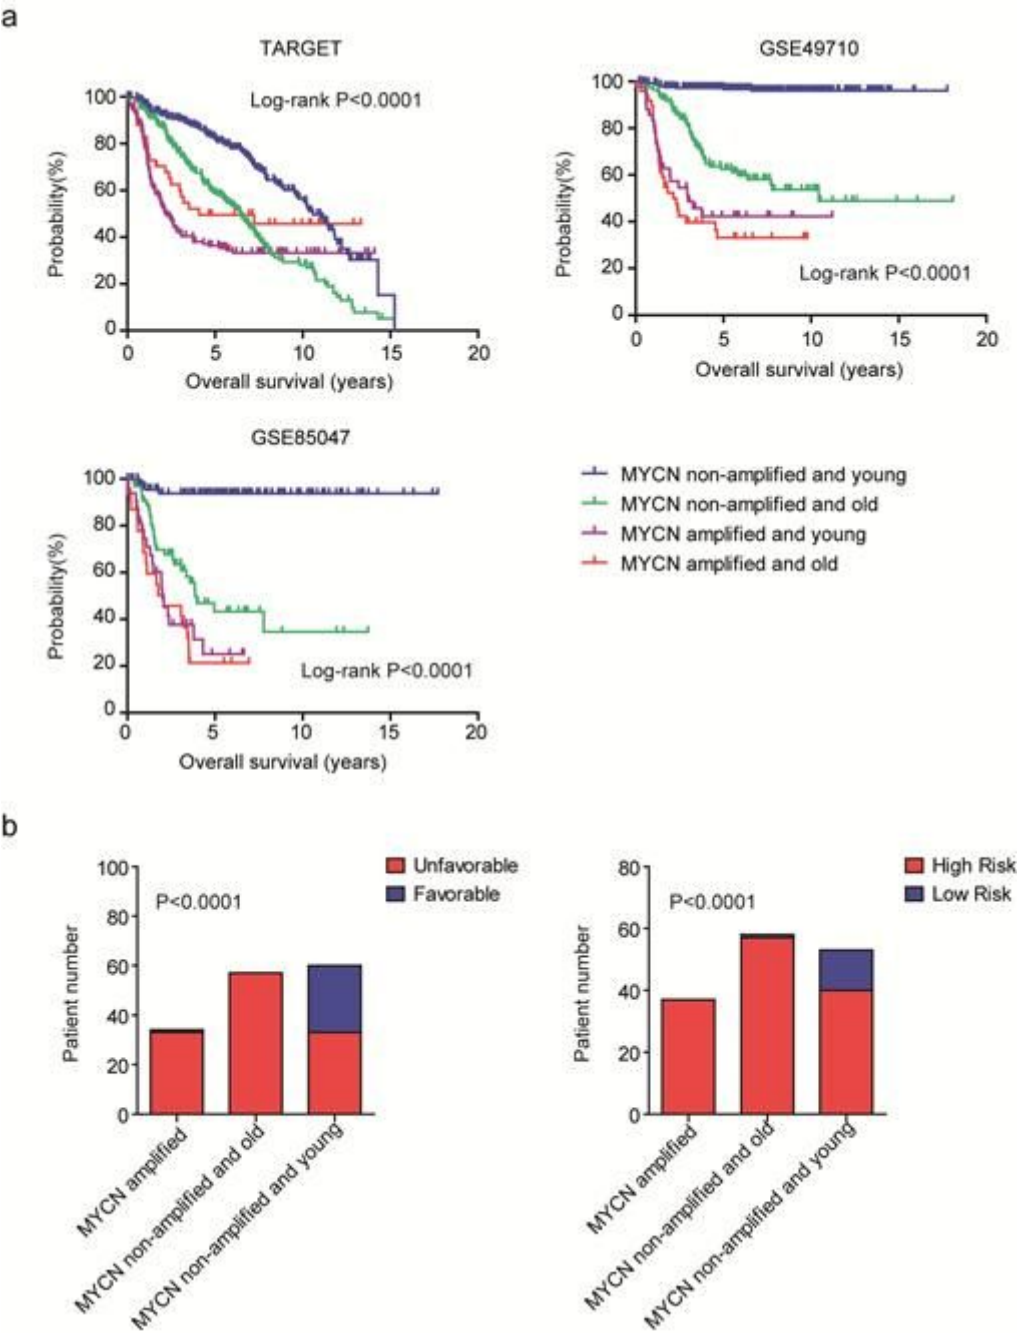 a
TARGET
Log-rank P<0.0001
Probability(%)
100
80
60
40
20
0
0 5 10 15 20
Overall survival (years)
GSE49710
Log-rank P<0.0001
Probability(%)
100
80
60
40
20
0
0 5 10 15 20
Overall survival (years)
GSE85047
Log-rank P<0.0001
Probability(%)
100
80
60
40
20
0
0 5 10 15 20
Overall survival (years)
MYCN non-amplified and young
MYCN non-amplified and old
MYCN amplified and young
MYCN amplified and old
b
P<0.0001
Unfavorable
Favorable
Patient number
100
80
60
40
20
0
MYCN amplified
MYCN non-amplified and old
MYCN non-amplified and young
P<0.0001
High Risk
Low Risk
Patient number
80
60
40
20
0
MYCN amplified
MYCN non-amplified and old
MYCN non-amplified and young